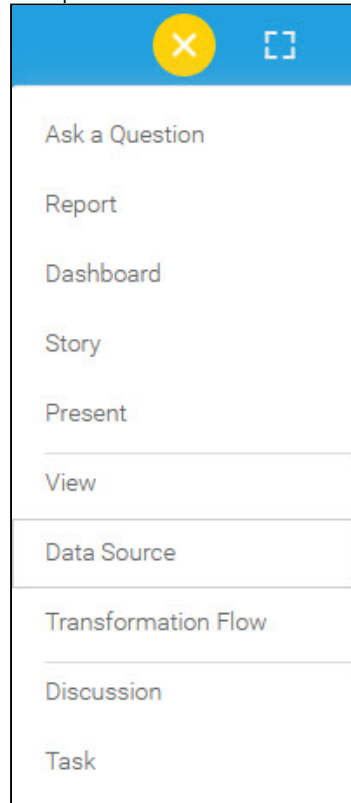 Ask a Question
Report
Dashboard
Story
Present
View
Data Source
Transformation Flow
Discussion
Task